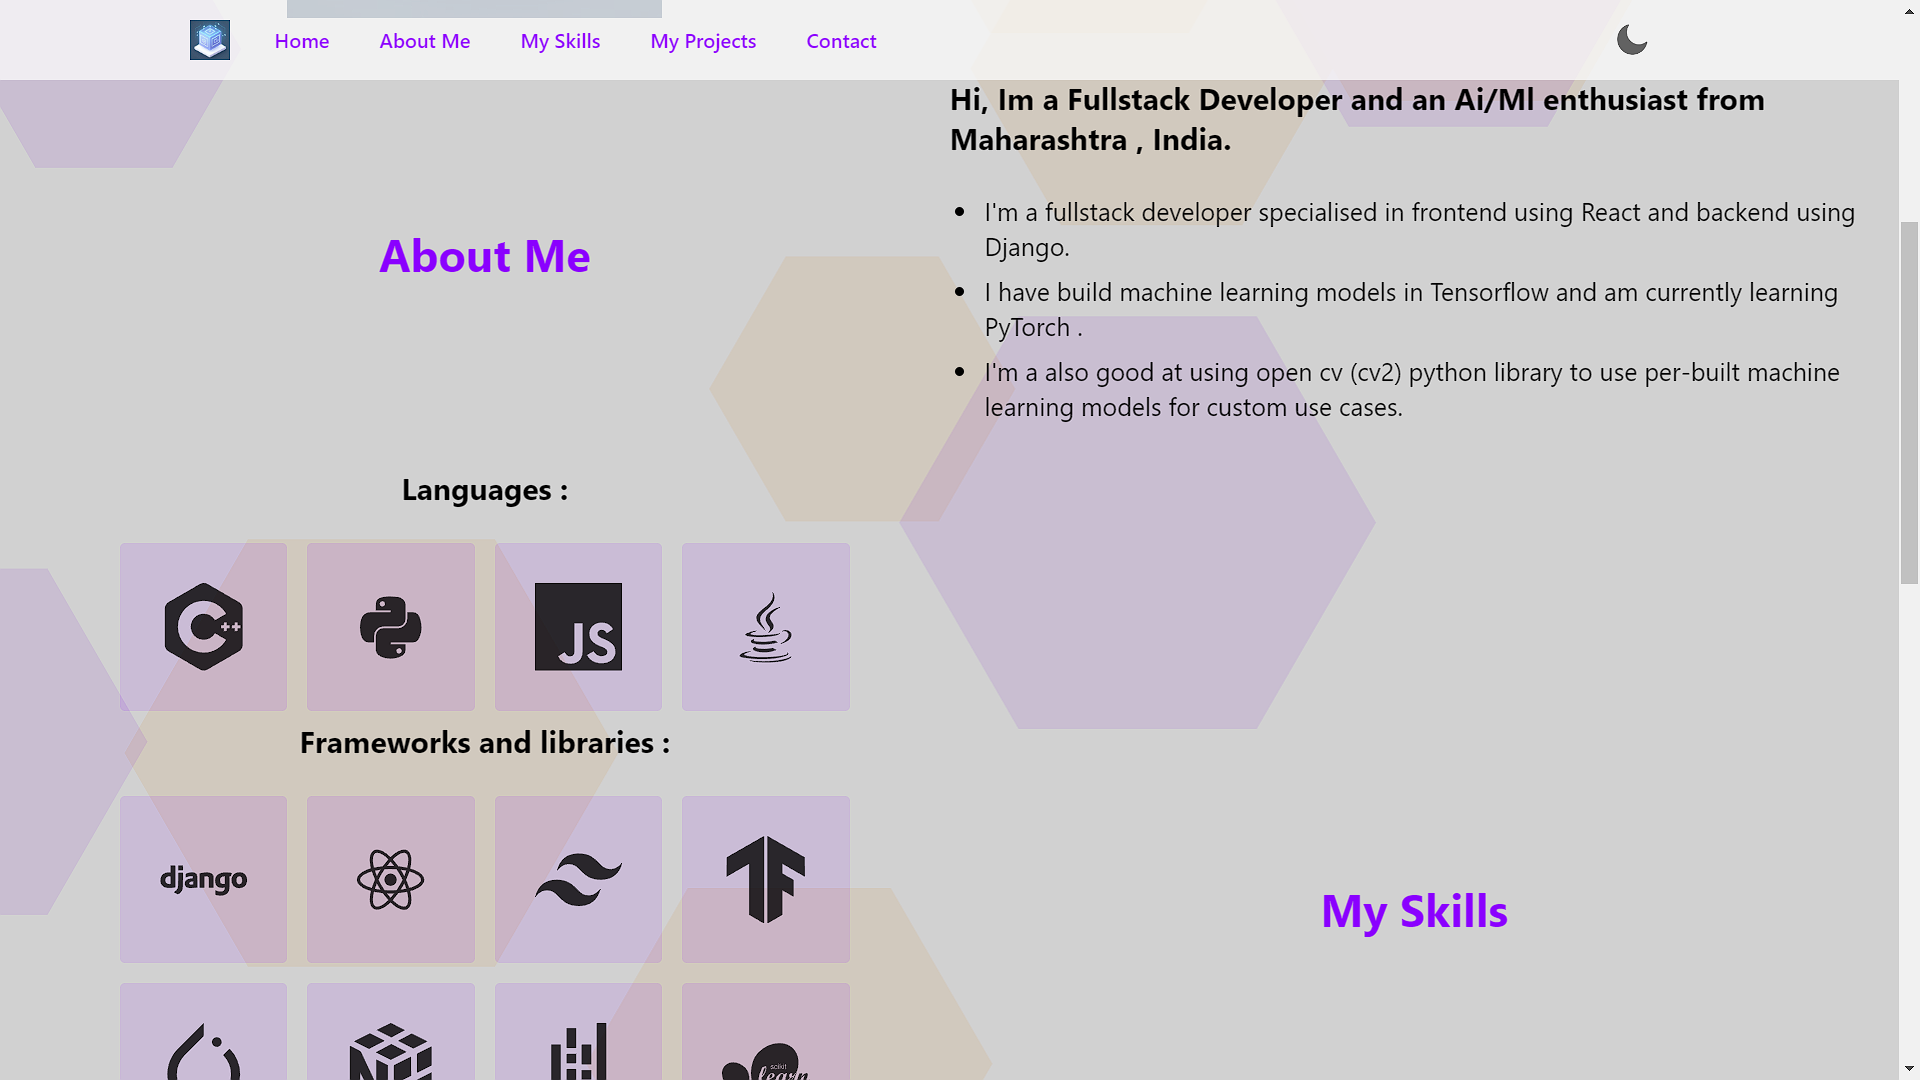 Home About Me My Skills My Projects Contact
Hi, Im a Fullstack Developer and an Ai/Ml enthusiast from
Maharashtra , India.
About Me
I'm a fullstack developer specialised in frontend using React and backend using
Django.
I have build machine learning models in Tensorflow and am currently learning
PyTorch .
I'm a also good at using open cv (cv2) python library to use per-built machine
learning models for custom use cases.
Languages :
C++
JS
Frameworks and libraries :
django
My Skills
scikit
learn